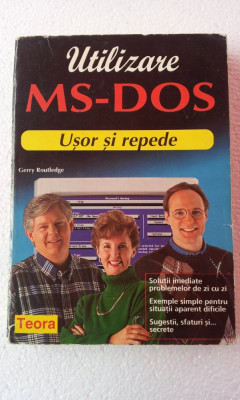 Utilizare
MS-DOS
Ușor și repede
Gerry Routledge
Soluții imediate
problemelor de zi cu zi
Exemple simple pentru
situații aparent dificile
Sugestii, sfaturi și...
secrete
Teora